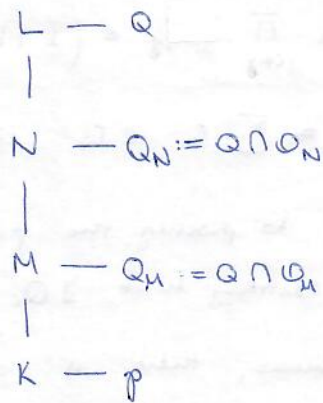 L — Q
N — Q_N := Q ∩ O_N
M — Q_M := Q ∩ O_M
K — p